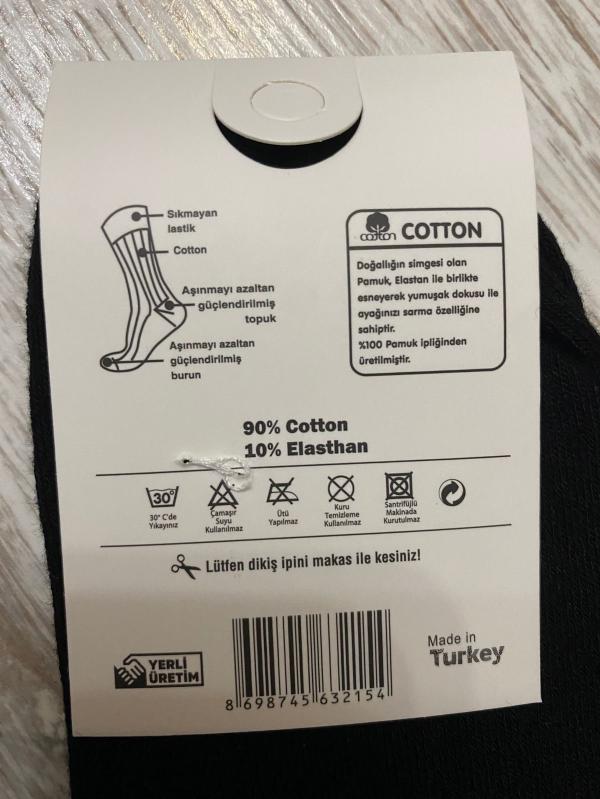 Sıkmayan
lastik
Cotton
Aşınmayı azaltan
güçlendirilmiş
topuk
Aşınmayı azaltan
güçlendirilmiş
burun
cotton COTTON
Doğallığın simgesi olan
Pamuk, Elastan ile birlikte
esneyerek yumuşak dokusu ile
ayağınızı sarma özelliğine
sahiptir.
%100 Pamuk ipliğinden
üretilmiştir.
90% Cotton
10% Elasthan
30°
30° C'de
Yıkayınız
Çamaşır
Suyu
Kullanılmaz
Ütü
Yapılmaz
Kuru
Temizleme
Kullanılmaz
Santrifüjlü
Makinada
Kurutulmaz
Lütfen dikiş ipini makas ile kesiniz!
YERLİ
ÜRETİM
8 698745 632154
Made in
Turkey